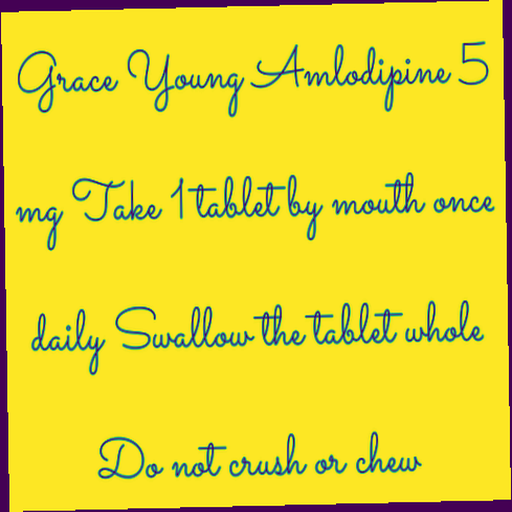 Grace Young Amlodipine 5
mg Take 1 tablet by mouth once
daily Swallow the tablet whole
Do not crush or chew